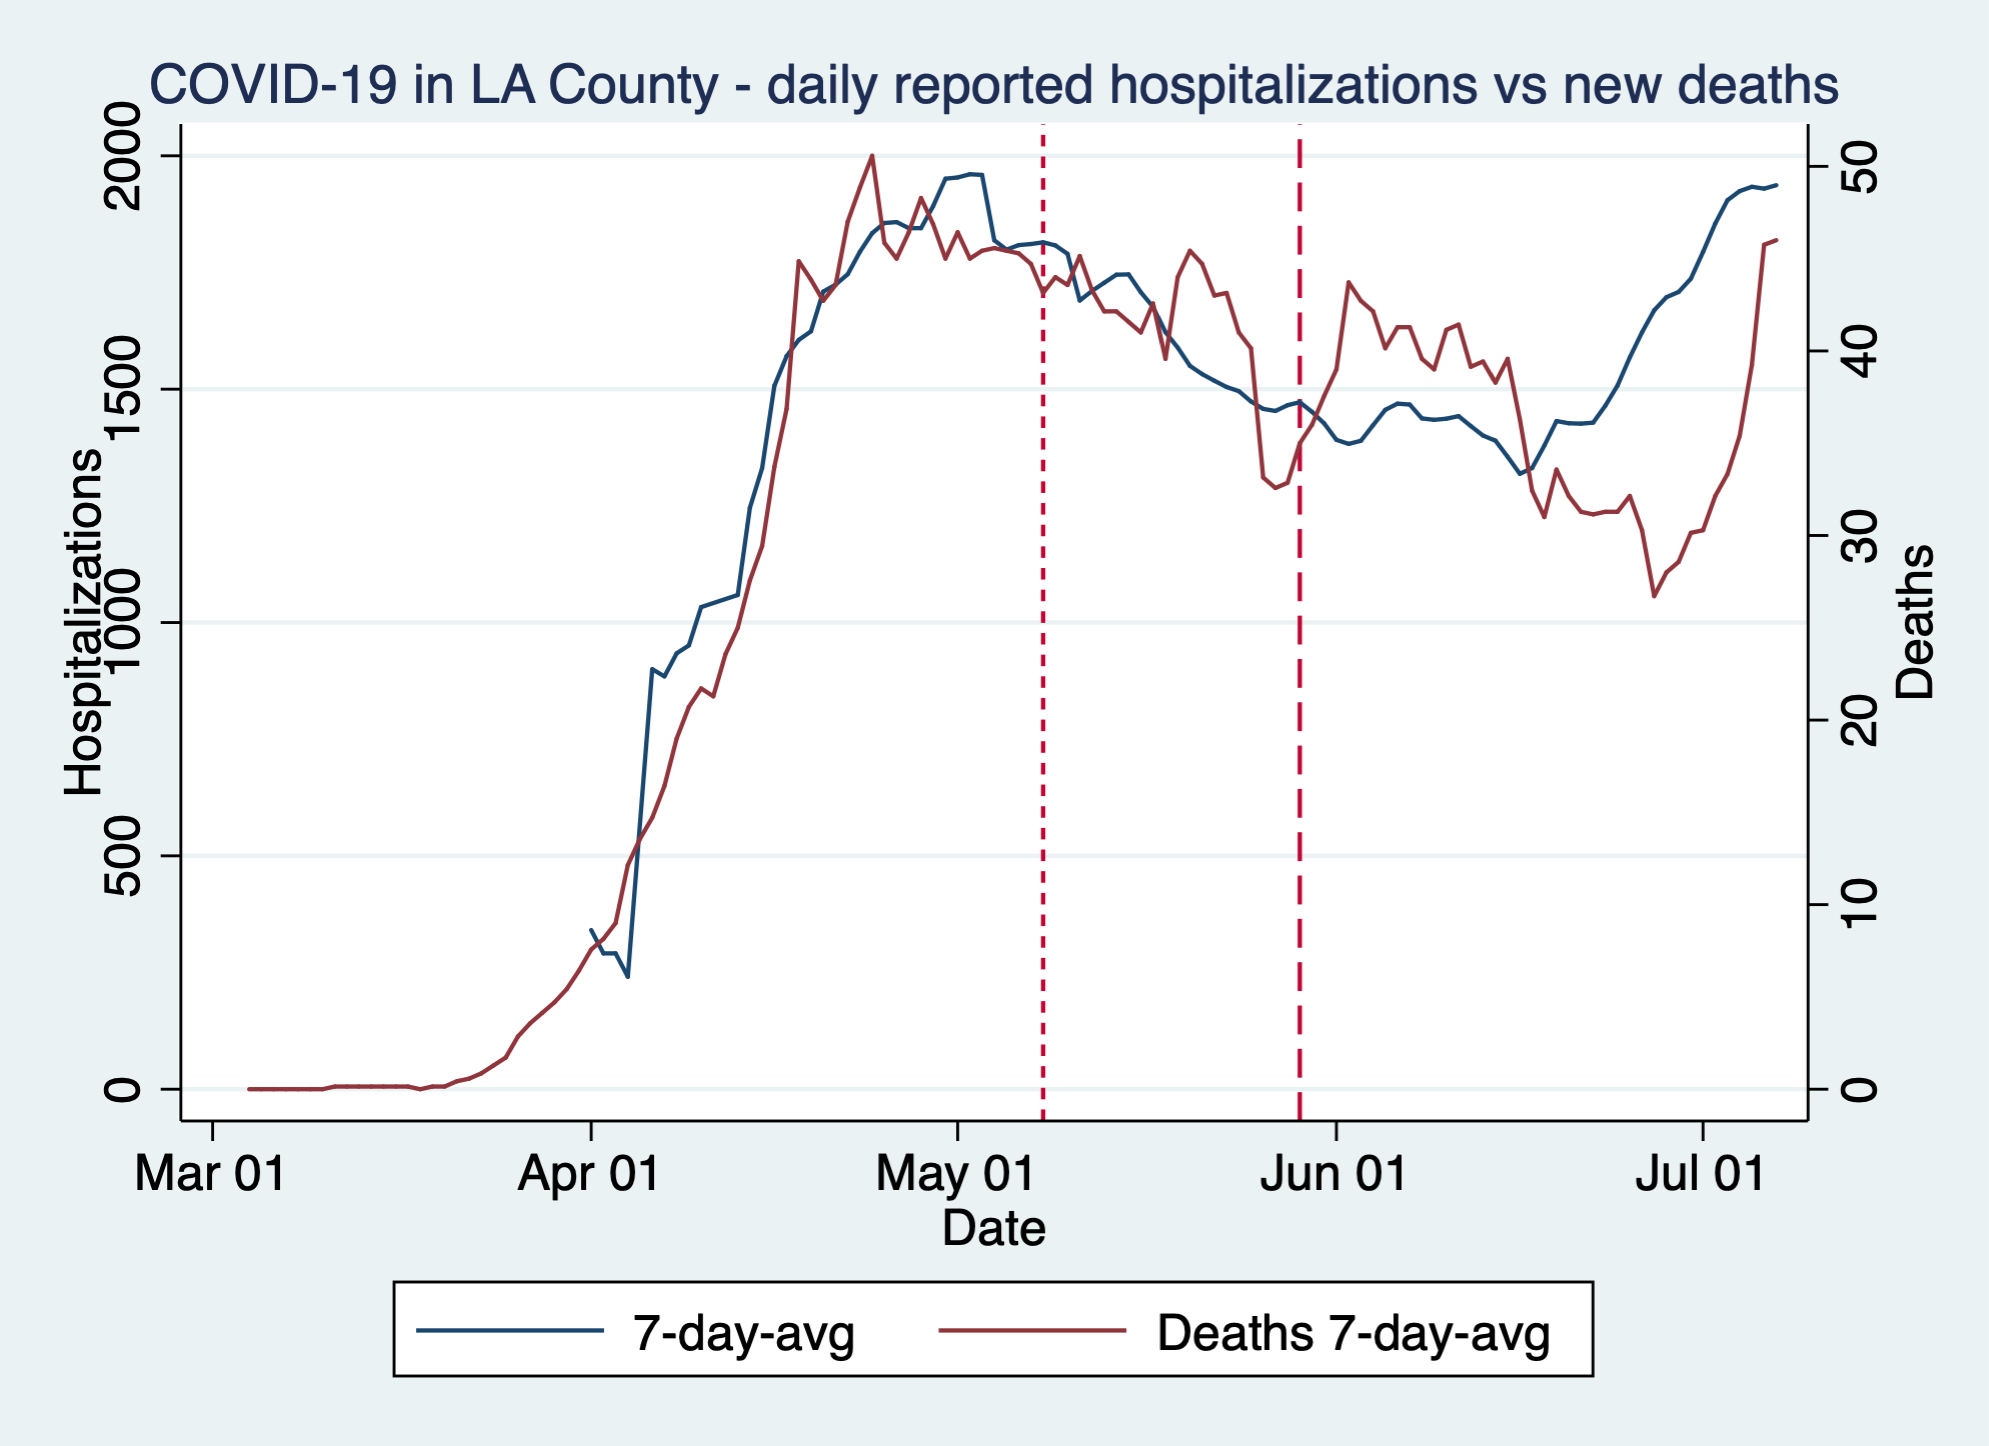 COVID-19 in LA County - daily reported hospitalizations vs new deaths
Hospitalizations
2000
1500
1000
500
0
50
40
30
20
10
0
Deaths
Mar 01 Apr 01 May 01 Jun 01 Jul 01
Date
7-day-avg Deaths 7-day-avg